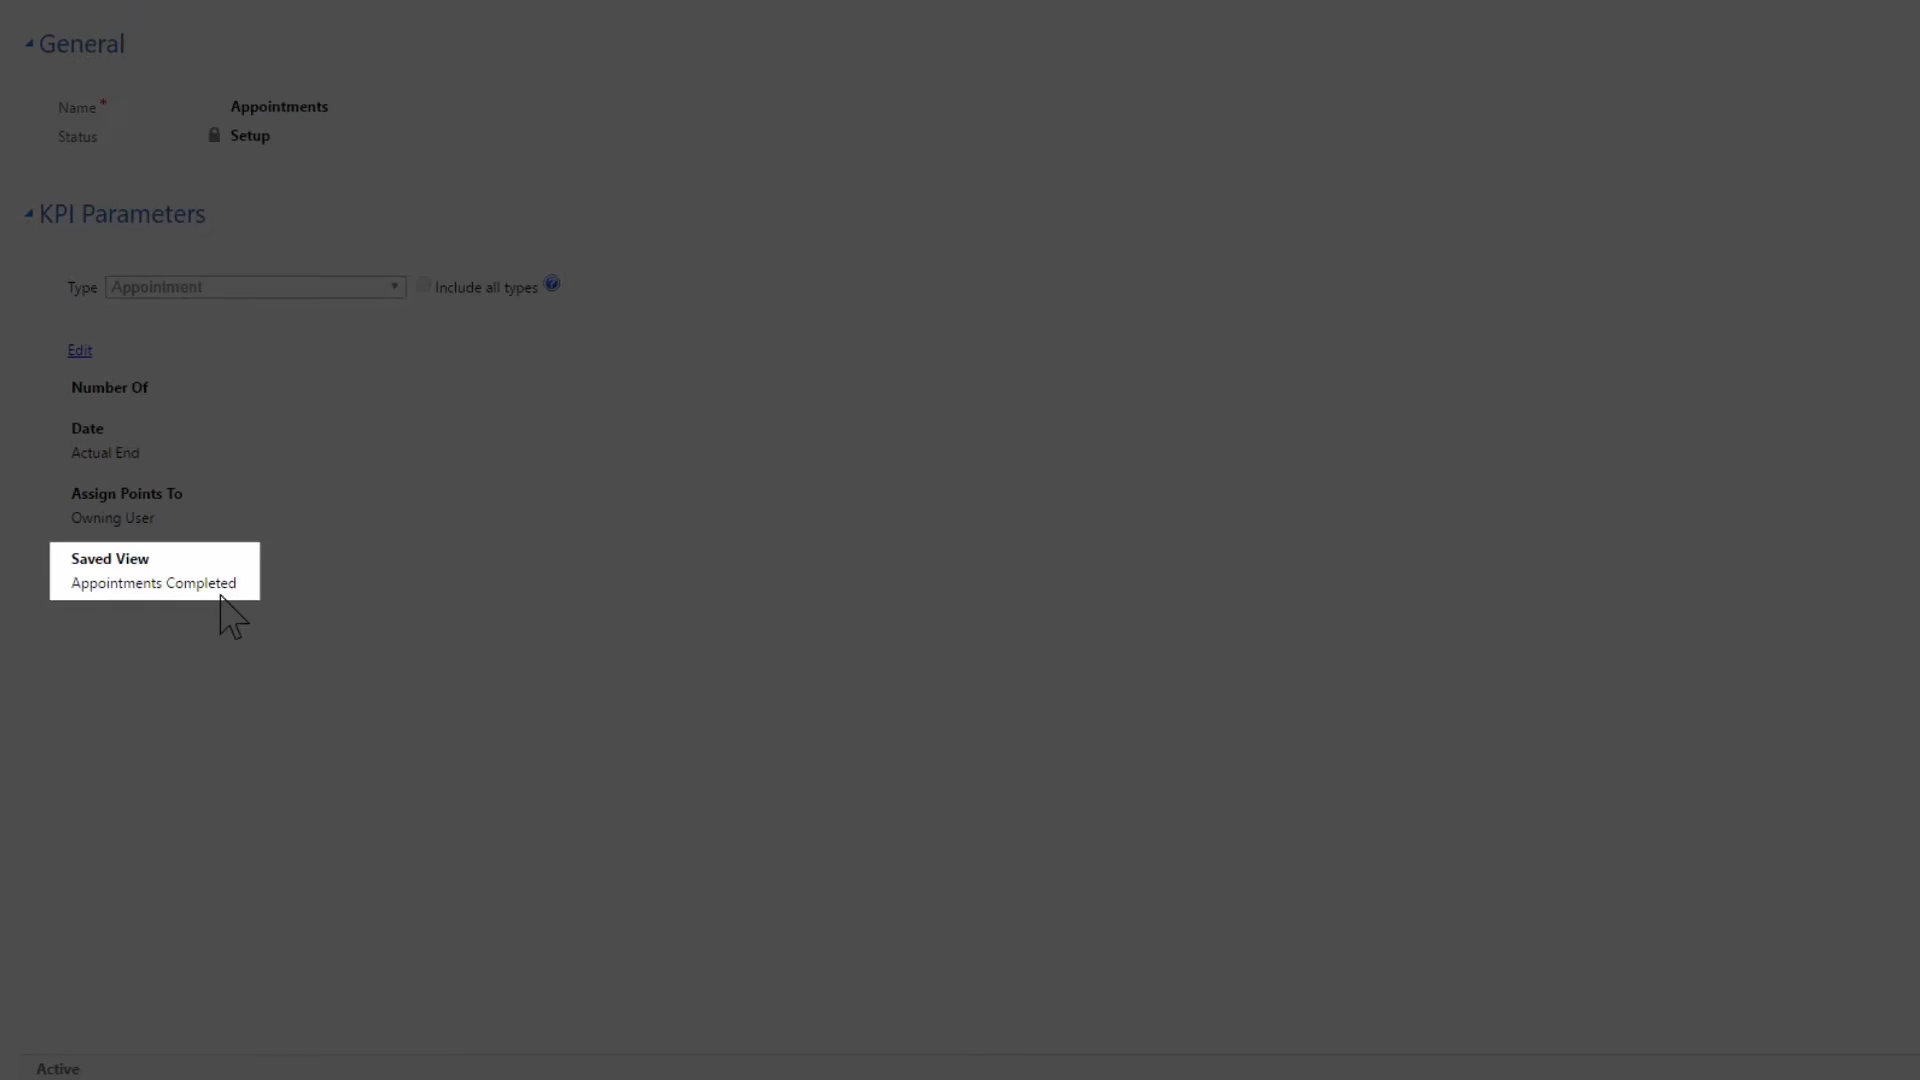 General
Name * Appointments
Status Setup
KPI Parameters
Type Appointment Include all types ?
Edit
Number Of
Date
Actual End
Assign Points To
Owning User
Saved View
Appointments Completed
Active